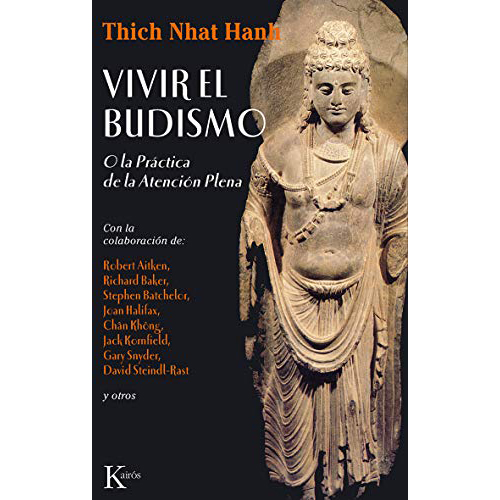 Thich Nhat Hanh
VIVIR EL
BUDISMO
O la Práctica
de la Atención Plena
Con la
colaboración de:
Robert Aitken,
Richard Baker,
Stephen Batchelor,
Joan Halifax,
Chân Không,
Jack Kornfield,
Gary Snyder,
David Steindl-Rast
y otros
Kairós